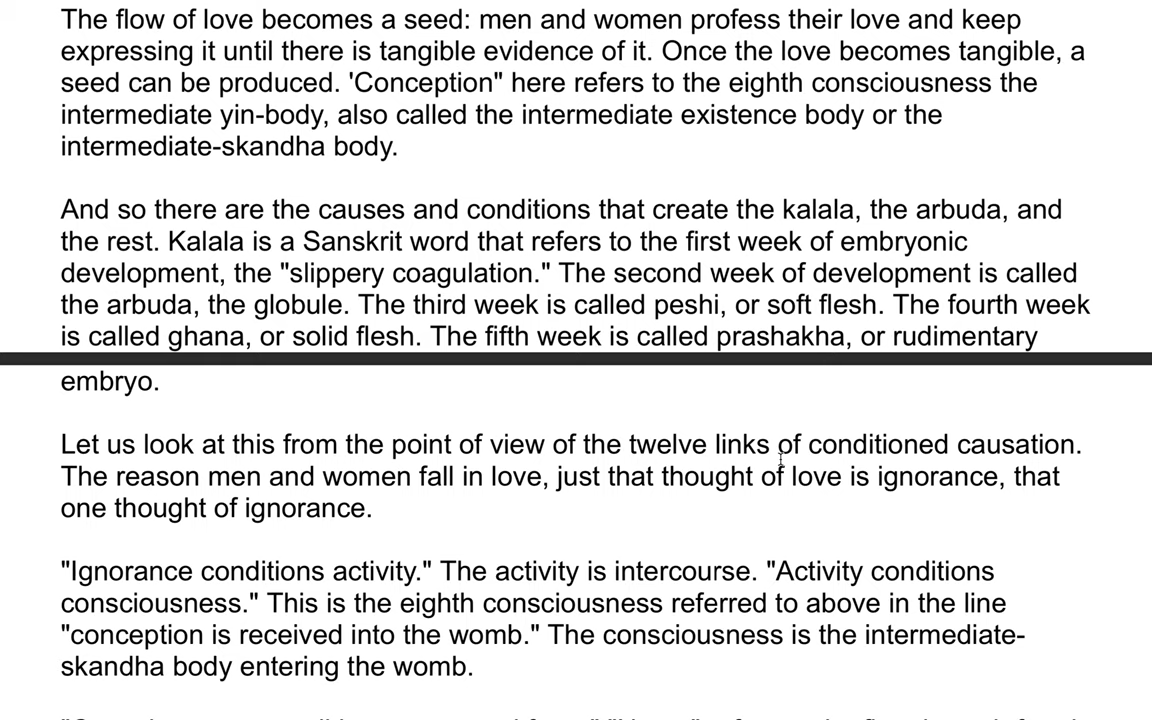 The flow of love becomes a seed: men and women profess their love and keep
expressing it until there is tangible evidence of it. Once the love becomes tangible, a
seed can be produced. 'Conception" here refers to the eighth consciousness the
intermediate yin-body, also called the intermediate existence body or the
intermediate-skandha body.
And so there are the causes and conditions that create the kalala, the arbuda, and
the rest. Kalala is a Sanskrit word that refers to the first week of embryonic
development, the "slippery coagulation." The second week of development is called
the arbuda, the globule. The third week is called peshi, or soft flesh. The fourth week
is called ghana, or solid flesh. The fifth week is called prashakha, or rudimentary
embryo.
Let us look at this from the point of view of the twelve links of conditioned causation.
The reason men and women fall in love, just that thought of love is ignorance, that
one thought of ignorance.
"Ignorance conditions activity." The activity is intercourse. "Activity conditions
consciousness." This is the eighth consciousness referred to above in the line
"conception is received into the womb." The consciousness is the intermediate-
skandha body entering the womb.